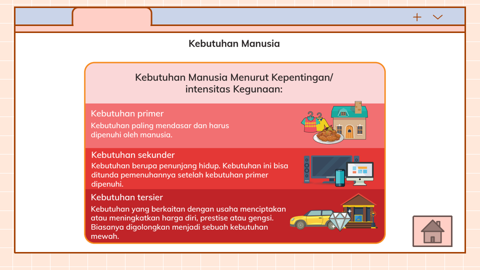 Kebutuhan Manusia
Kebutuhan Manusia Menurut Kepentingan/
intensitas Kegunaan:
Kebutuhan primer
Kebutuhan paling mendasar dan harus
dipenuhi oleh manusia.
Kebutuhan sekunder
Kebutuhan berupa penunjang hidup. Kebutuhan ini bisa
ditunda pemenuhannya setelah kebutuhan primer
dipenuhi.
Kebutuhan tersier
Kebutuhan yang berkaitan dengan usaha menciptakan
atau meningkatkan harga diri, prestise atau gengsi.
Biasanya digolongkan menjadi sebuah kebutuhan
mewah.